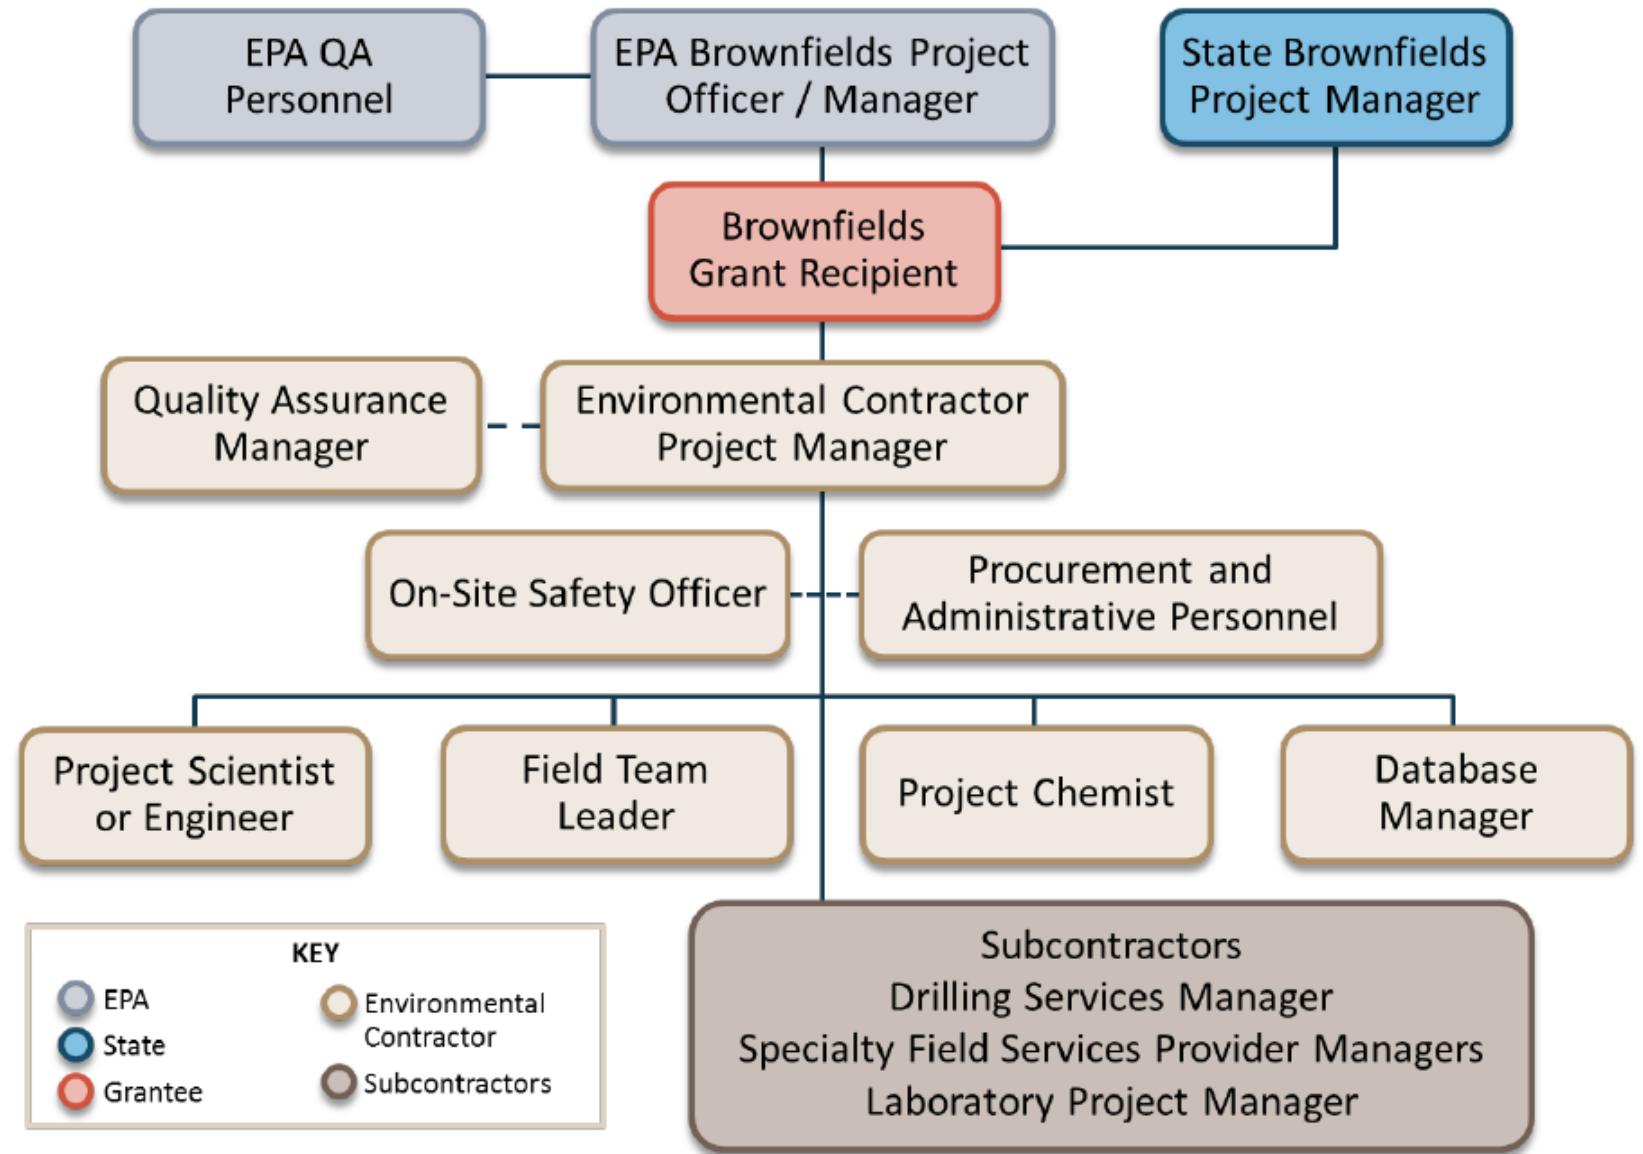 EPA QA
Personnel
EPA Brownfields Project
Officer / Manager
State Brownfields
Project Manager
Brownfields
Grant Recipient
Quality Assurance
Manager
Environmental Contractor
Project Manager
On-Site Safety Officer
Procurement and
Administrative Personnel
Project Scientist
or Engineer
Field Team
Leader
Project Chemist
Database
Manager
KEY
EPA
State
Grantee
Environmental
Contractor
Subcontractors
Subcontractors
Drilling Services Manager
Specialty Field Services Provider Managers
Laboratory Project Manager